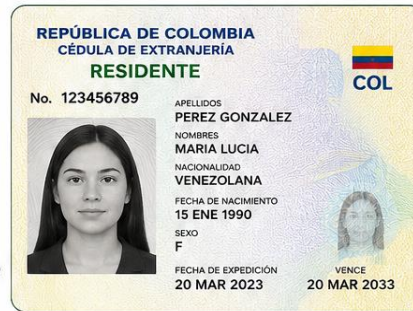 REPÚBLICA DE COLOMBIA
CÉDULA DE EXTRANJERÍA
RESIDENTE
COL
No. 123456789
APELLIDOS
PEREZ GONZALEZ
NOMBRES
MARIA LUCIA
NACIONALIDAD
VENEZOLANA
FECHA DE NACIMIENTO
15 ENE 1990
SEXO
F
FECHA DE EXPEDICIÓN
20 MAR 2023
VENCE
20 MAR 2033